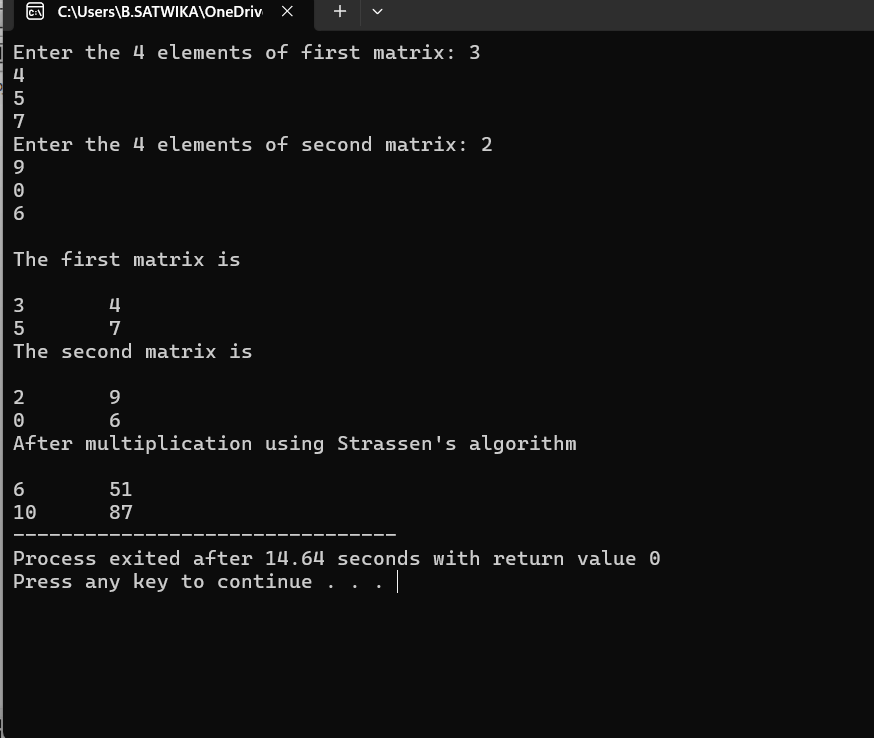 C:\Users\B.SATWIKA\OneDriv
Enter the 4 elements of first matrix: 3
4
5
7
Enter the 4 elements of second matrix: 2
9
0
6
The first matrix is
3 4
5 7
The second matrix is
2 9
0 6
After multiplication using Strassen's algorithm
6 51
10 87
--------------------------------
Process exited after 14.64 seconds with return value 0
Press any key to continue . . .